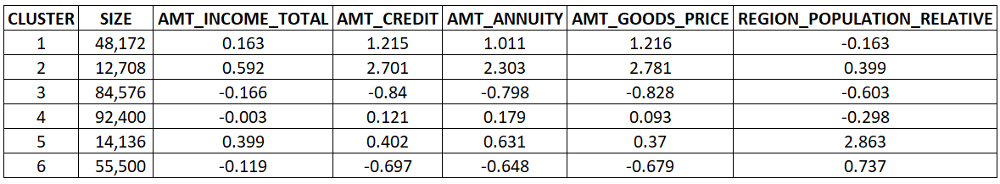 CLUSTER SIZE AMT_INCOME_TOTAL AMT_CREDIT AMT_ANNUITY AMT_GOODS_PRICE REGION_POPULATION_RELATIVE
1 48,172 0.163 1.215 1.011 1.216 -0.163
2 12,708 0.592 2.701 2.303 2.781 0.399
3 84,576 -0.166 -0.84 -0.798 -0.828 -0.603
4 92,400 -0.003 0.121 0.179 0.093 -0.298
5 14,136 0.399 0.402 0.631 0.37 2.863
6 55,500 -0.119 -0.697 -0.648 -0.679 0.737